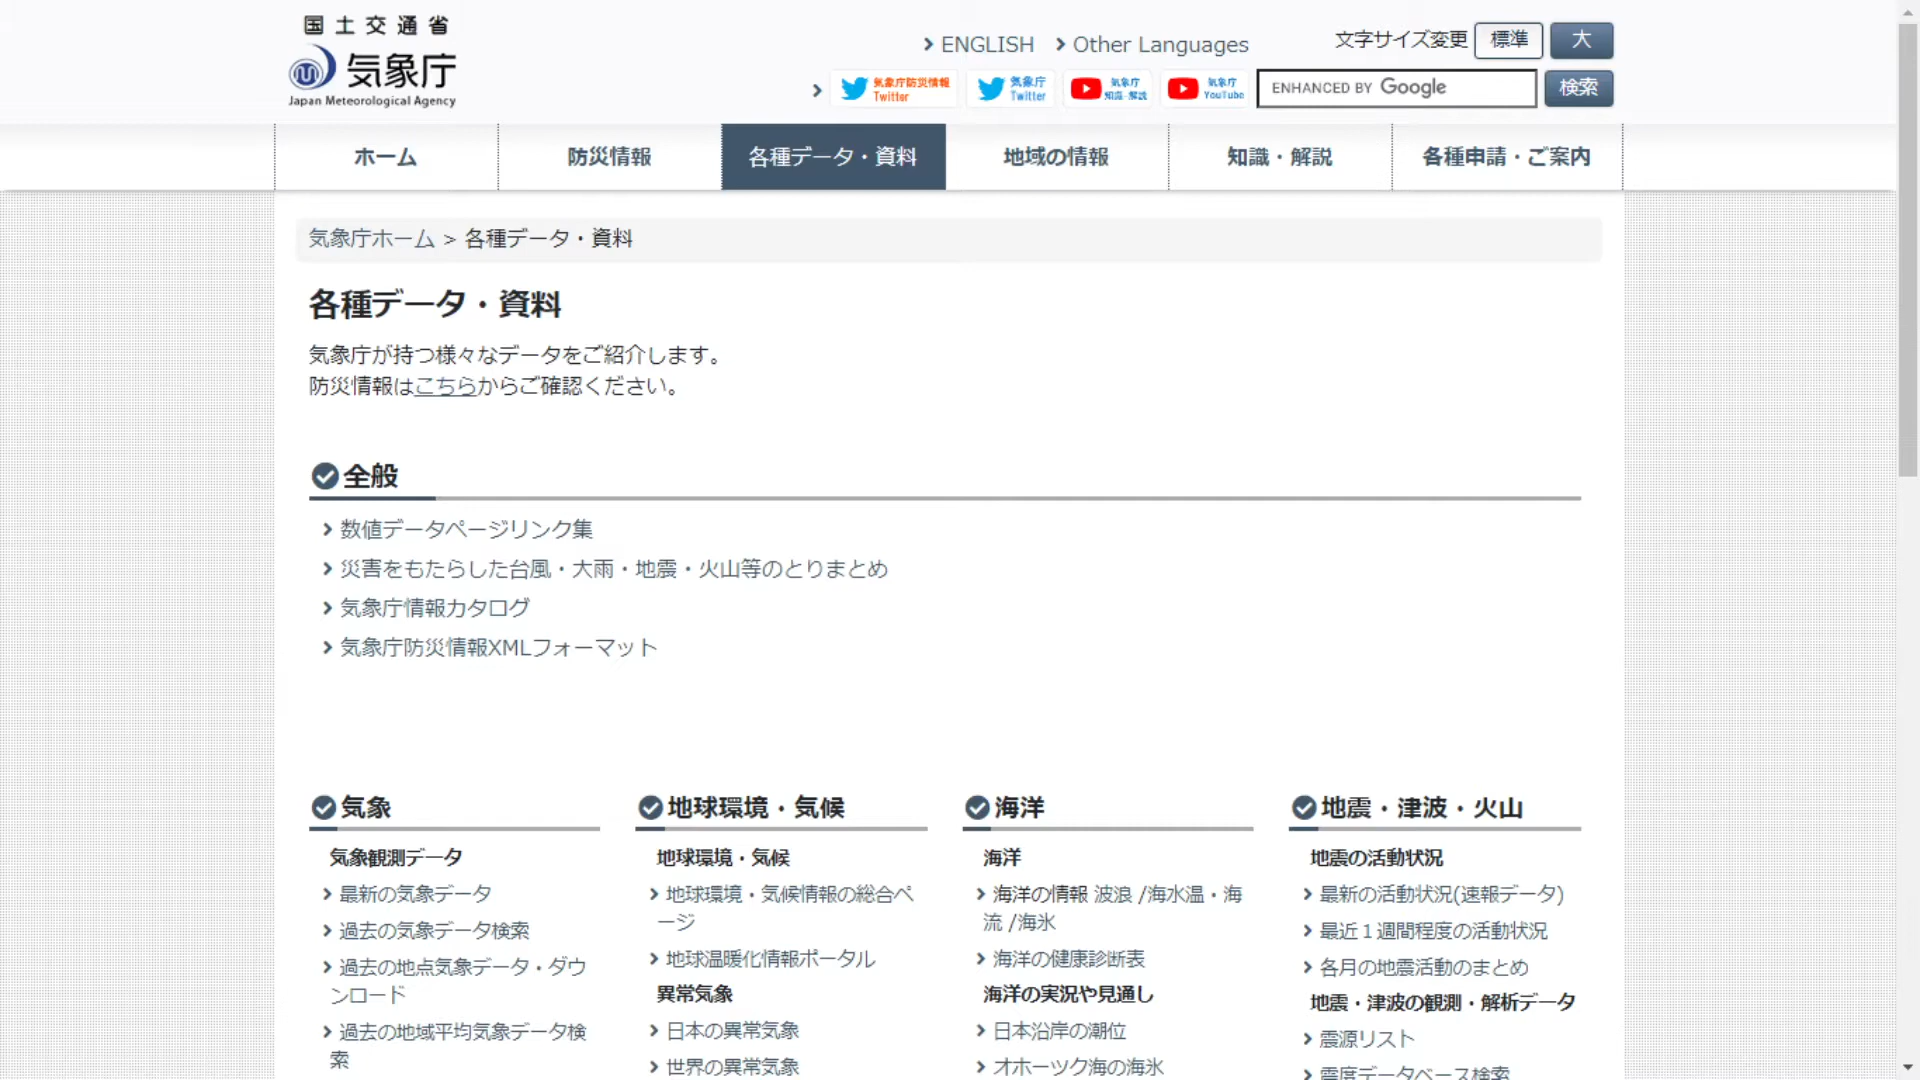 国土交通省
気象庁
Japan Meteorological Agency
ENGLISH
Other Languages
文字サイズ変更
標準
大
気象庁防災情報
Twitter
気象庁
Twitter
気象庁
知識・解説
気象庁
YouTube
ENHANCED BY Google
検索
ホーム
防災情報
各種データ・資料
地域の情報
知識・解説
各種申請・ご案内
気象庁ホーム > 各種データ・資料
各種データ・資料
気象庁が持つ様々なデータをご紹介します。
防災情報はこちらからご確認ください。
全般
数値データページリンク集
災害をもたらした台風・大雨・地震・火山等のとりまとめ
気象庁情報カタログ
気象庁防災情報XMLフォーマット
気象
気象観測データ
最新の気象データ
過去の気象データ検索
過去の地点気象データ・ダウ
ンロード
過去の地域平均気象データ検
索
地球環境・気候
地球環境・気候
地球環境・気候情報の総合ペ
ージ
地球温暖化情報ポータル
異常気象
日本の異常気象
世界の異常気象
海洋
海洋
海洋の情報 波浪 /海水温・海
流 /海氷
海洋の健康診断表
海洋の実況や見通し
日本沿岸の潮位
オホーツク海の海氷
地震・津波・火山
地震の活動状況
最新の活動状況(速報データ)
最近１週間程度の活動状況
各月の地震活動のまとめ
地震・津波の観測・解析データ
震源リスト
震度データベース検索